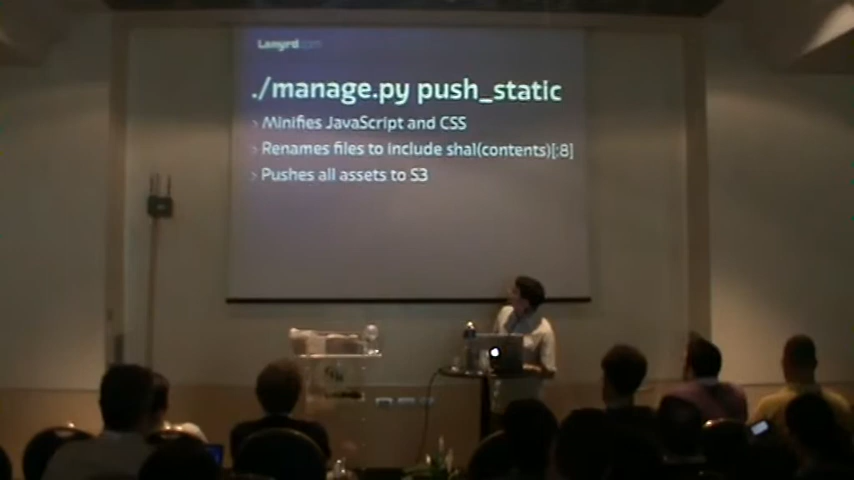 Lanyrd.com
./manage.py push_static
› Minifies JavaScript and CSS
› Renames files to include sha1(contents)[:8]
› Pushes all assets to S3